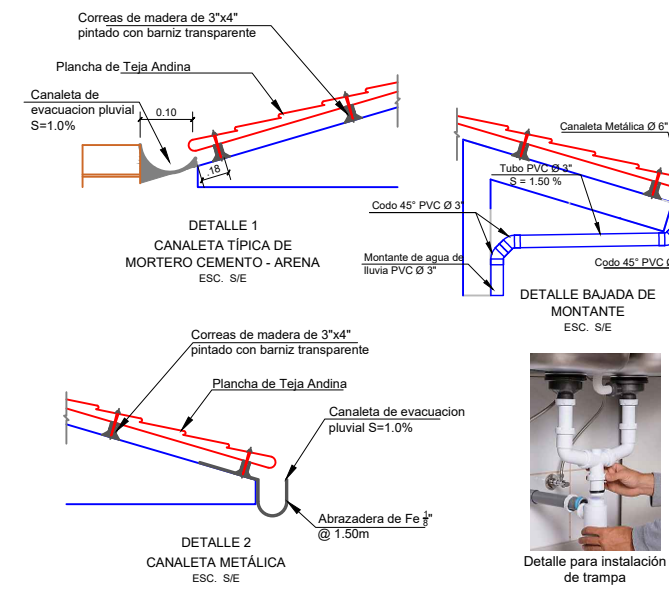 Correas de madera de 3"x4"
pintado con barniz transparente
Plancha de Teja Andina
Canaleta de
evacuacion pluvial
S=1.0%
0.10
.18
DETALLE 1
CANALETA TÍPICA DE
MORTERO CEMENTO - ARENA
ESC. S/E
Canaleta Metálica Ø 6"
Tubo PVC Ø 3"
S = 1.50 %
Codo 45° PVC Ø 3"
Montante de agua de
lluvia PVC Ø 3"
Codo 45° PVC Ø
DETALLE BAJADA DE
MONTANTE
ESC. S/E
Correas de madera de 3"x4"
pintado con barniz transparente
Plancha de Teja Andina
Canaleta de evacuacion
pluvial S=1.0%
Abrazadera de Fe 1/8"
@ 1.50m
DETALLE 2
CANALETA METÁLICA
ESC. S/E
Detalle para instalación
de trampa